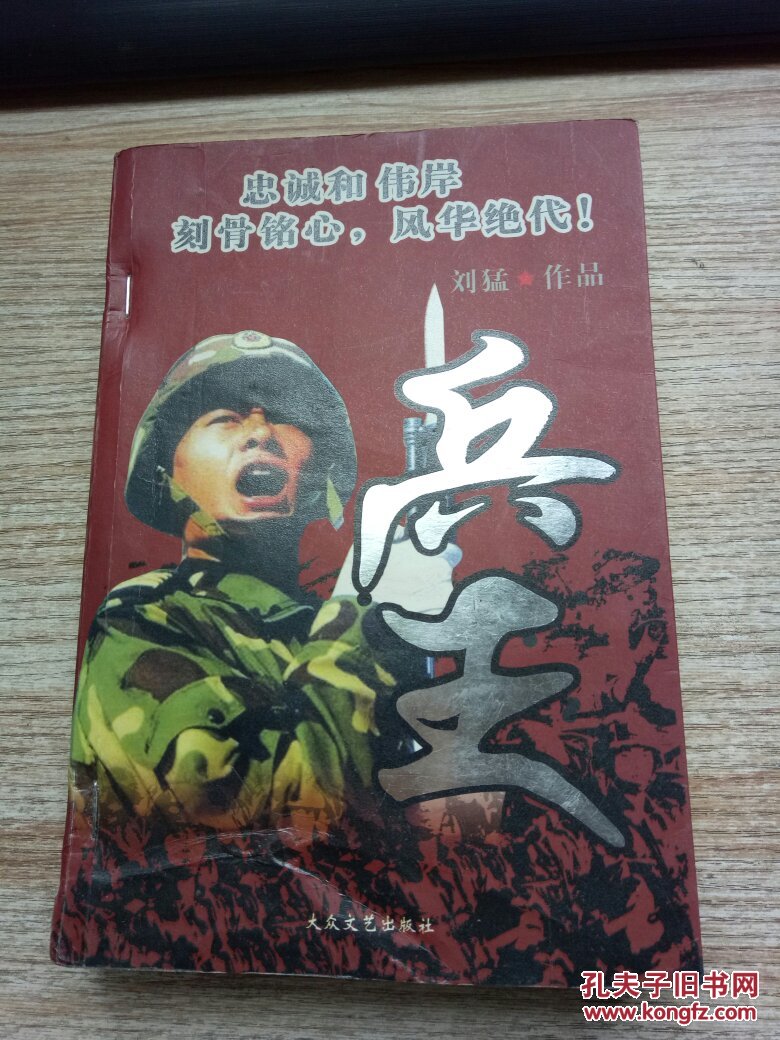 忠诚和 伟岸
刻骨铭心，风华绝代！
刘猛★作品
兵王
大众文艺出版社
孔夫子旧书网
www.kongfz.com